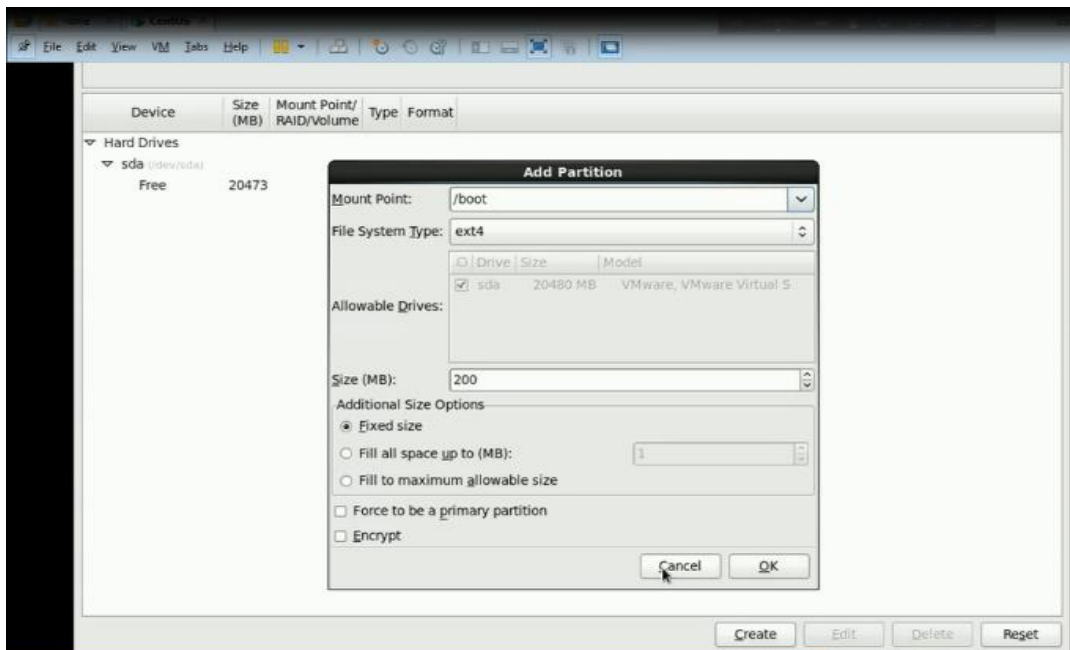 CentOS
File Edit View VM Tabs Help
Device Size (MB) Mount Point/ RAID/Volume Type Format
Hard Drives
sda (/dev/sda)
Free 20473
Add Partition
Mount Point: /boot
File System Type: ext4
Allowable Drives:
O Drive Size Model
sda 20480 MB VMware, VMware Virtual S
Size (MB): 200
Additional Size Options
Fixed size
Fill all space up to (MB): 1
Fill to maximum allowable size
Force to be a primary partition
Encrypt
Cancel OK
Create Edit Delete Reset